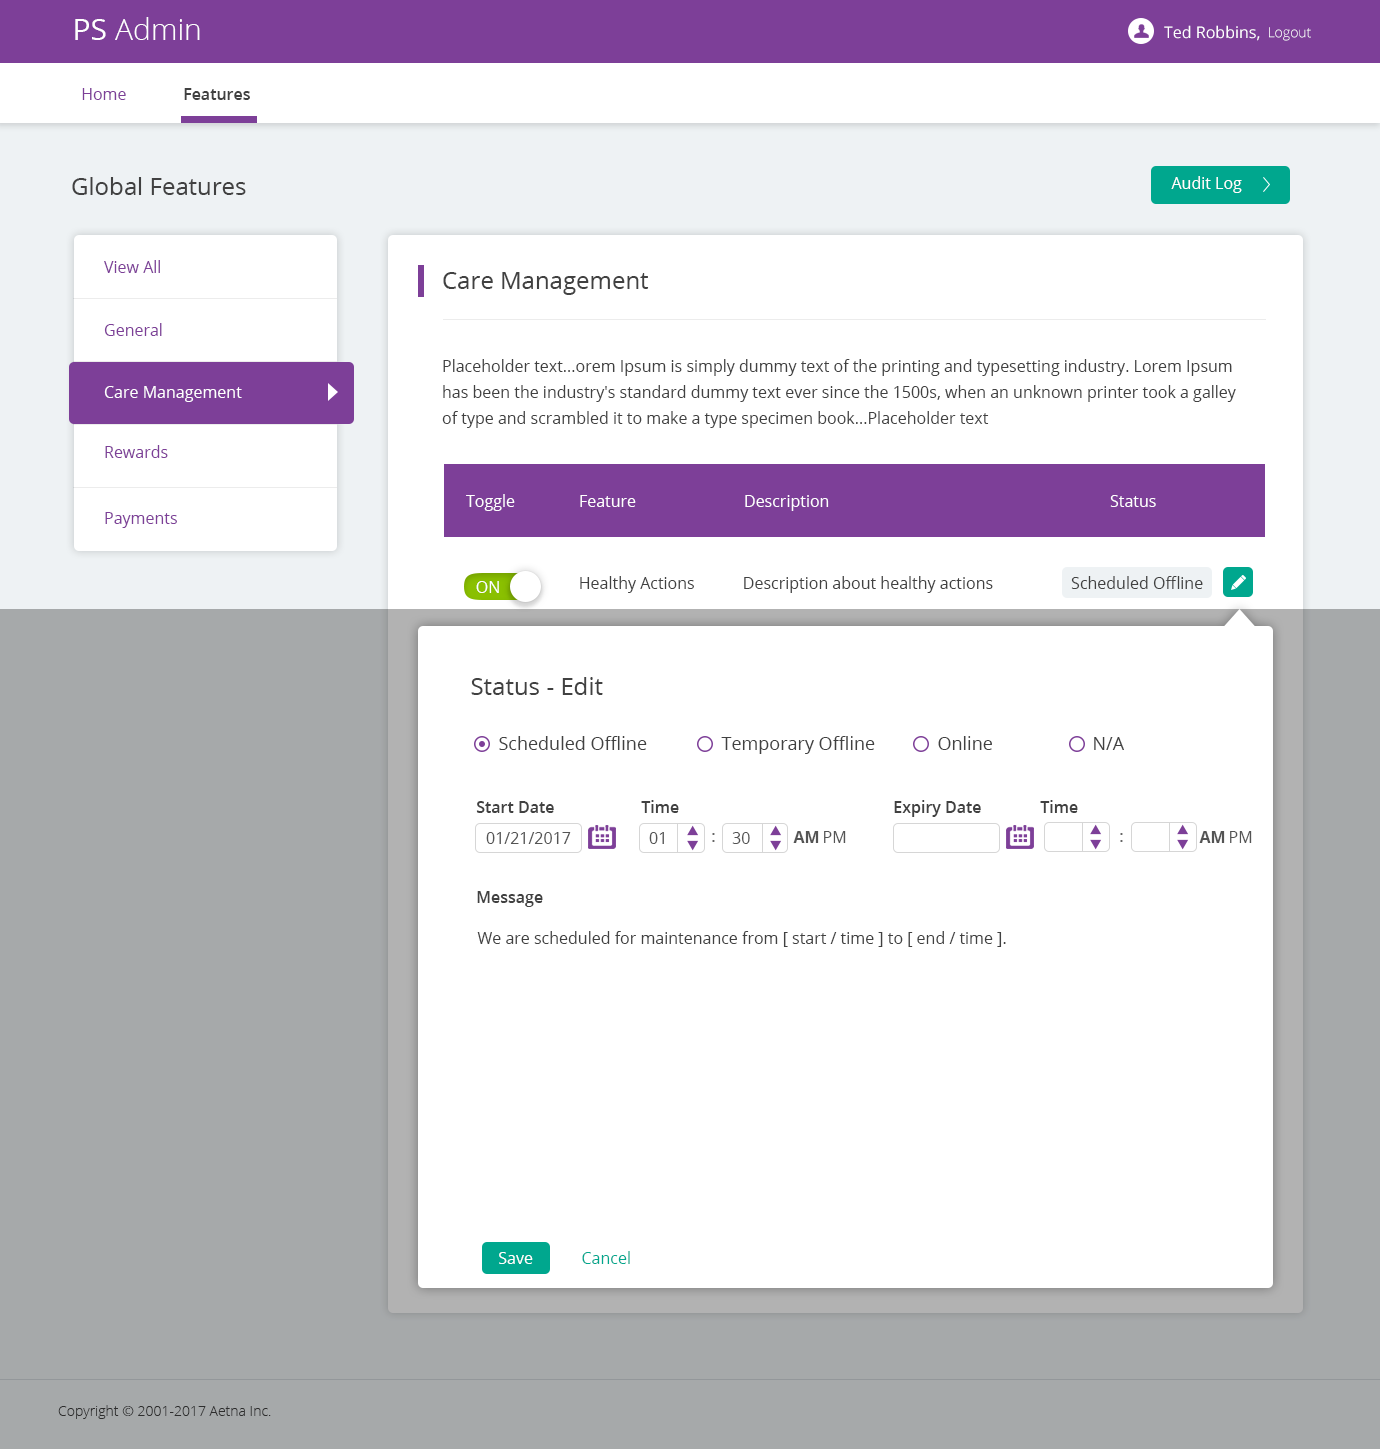 PS Admin
Ted Robbins, Logout
Home Features
Global Features
Audit Log
View All
General
Care Management
Rewards
Payments
Care Management
Placeholder text...orem Ipsum is simply dummy text of the printing and typesetting industry. Lorem Ipsum
has been the industry's standard dummy text ever since the 1500s, when an unknown printer took a galley
of type and scrambled it to make a type specimen book...Placeholder text
Toggle Feature Description Status
ON Healthy Actions Description about healthy actions Scheduled Offline
Status - Edit
Scheduled Offline Temporary Offline Online N/A
Start Date Time Expiry Date Time
01/21/2017 01 : 30 AM PM : AM PM
Message
We are scheduled for maintenance from [ start / time ] to [ end / time ].
Save Cancel
Copyright © 2001-2017 Aetna Inc.